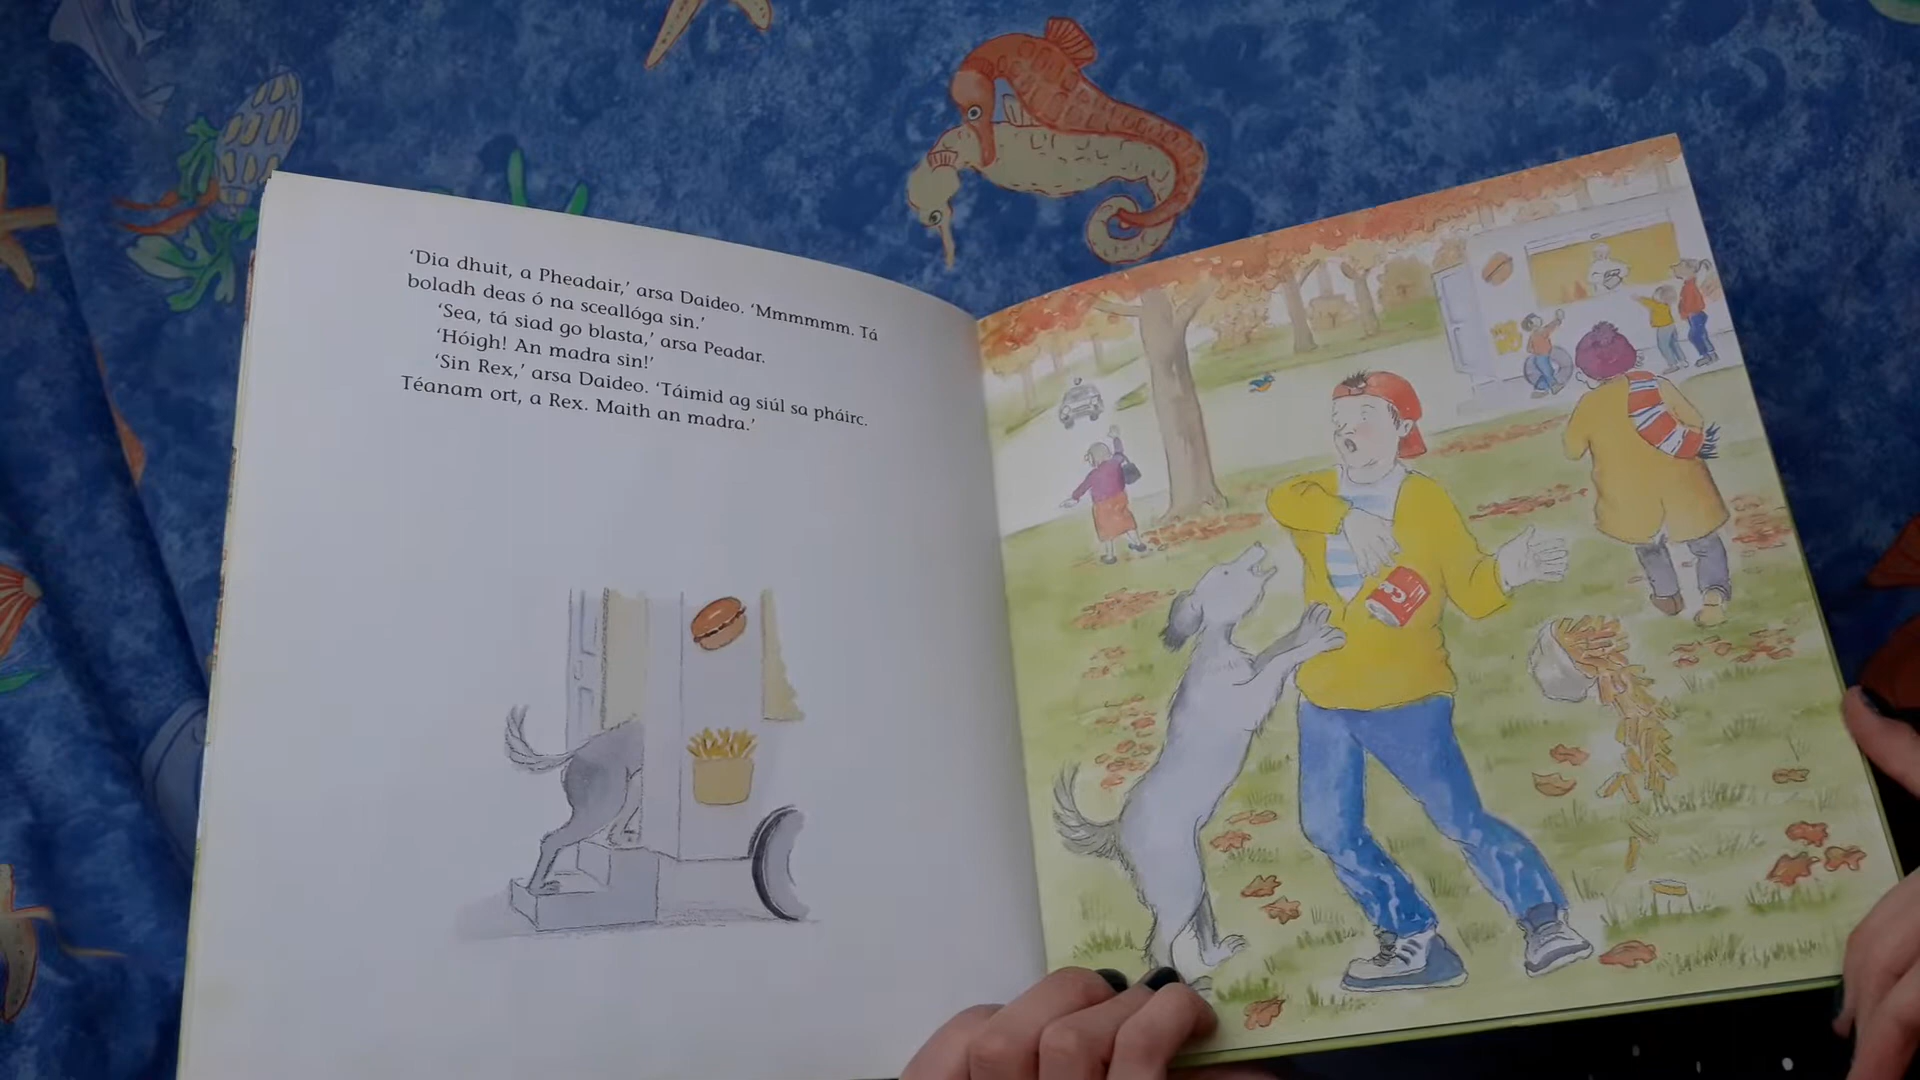 ‘Dia dhuit, a Pheadair,’ arsa Daideo. ‘Mmmmmm. Tá
boladh deas ó na sceallóga sin.’
‘Sea, tá siad go blasta,’ arsa Peadar.
‘Hóigh! An madra sin!’
‘Sin Rex,’ arsa Daideo. ‘Táimid ag siúl sa pháirc.
Téanam ort, a Rex. Maith an madra.’